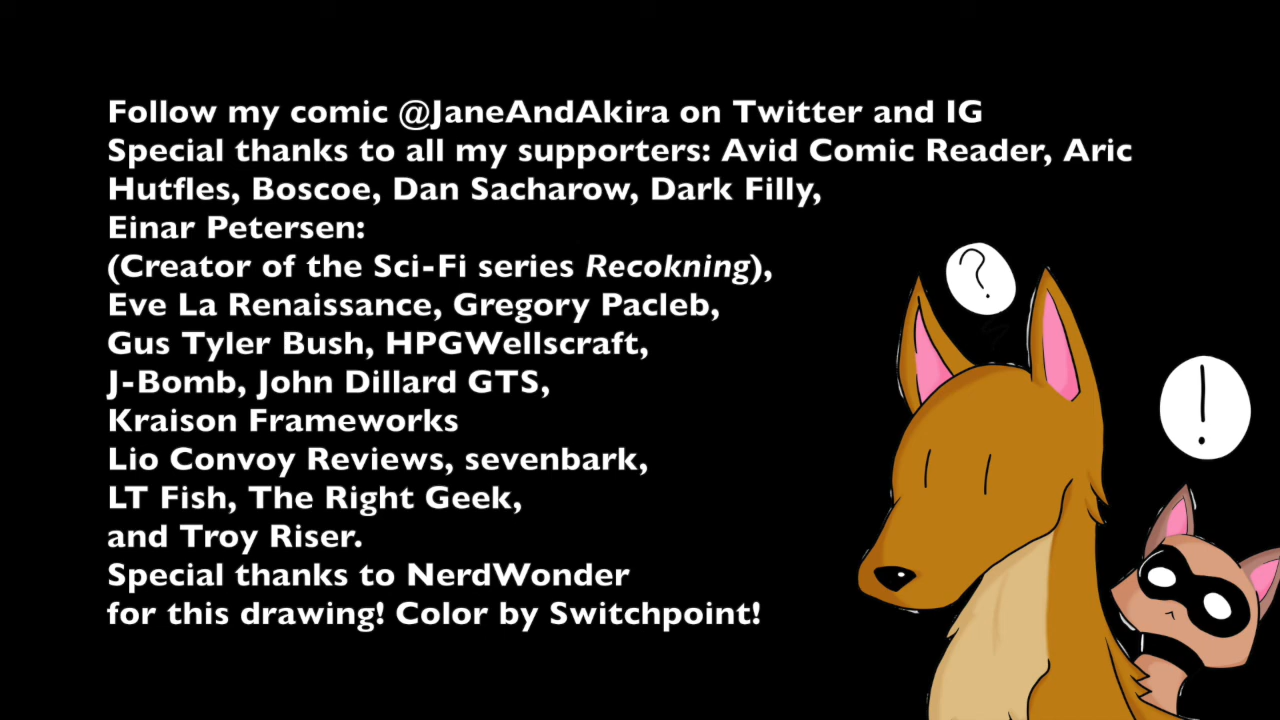 Follow my comic @JaneAndAkira on Twitter and IG
Special thanks to all my supporters: Avid Comic Reader, Aric
Hutfles, Boscoe, Dan Sacharow, Dark Filly,
Einar Petersen:
(Creator of the Sci-Fi series Recokning),
Eve La Renaissance, Gregory Pacleb,
Gus Tyler Bush, HPGWellscraft,
J-Bomb, John Dillard GTS,
Kraison Frameworks
Lio Convoy Reviews, sevenbark,
LT Fish, The Right Geek,
and Troy Riser.
Special thanks to NerdWonder
for this drawing! Color by Switchpoint!
?
!